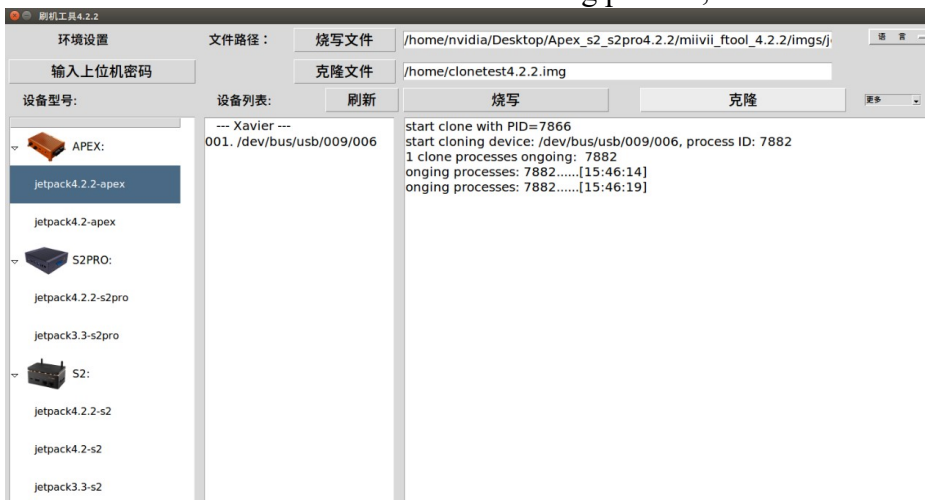 刷机工具4.2.2
环境设置
文件路径：
烧写文件
/home/nvidia/Desktop/Apex_s2_s2pro4.2.2/miivii_ftool_4.2.2/imgs/j
语 言
输入上位机密码
克隆文件
/home/clonetest4.2.2.img
设备型号:
设备列表:
刷新
烧写
克隆
更多
APEX:
jetpack4.2.2-apex
jetpack4.2-apex
S2PRO:
jetpack4.2.2-s2pro
jetpack3.3-s2pro
S2:
jetpack4.2.2-s2
jetpack4.2-s2
jetpack3.3-s2
--- Xavier ---
001. /dev/bus/usb/009/006
start clone with PID=7866
start cloning device: /dev/bus/usb/009/006, process ID: 7882
1 clone processes ongoing:  7882
onging processes: 7882......[15:46:14]
onging processes: 7882......[15:46:19]